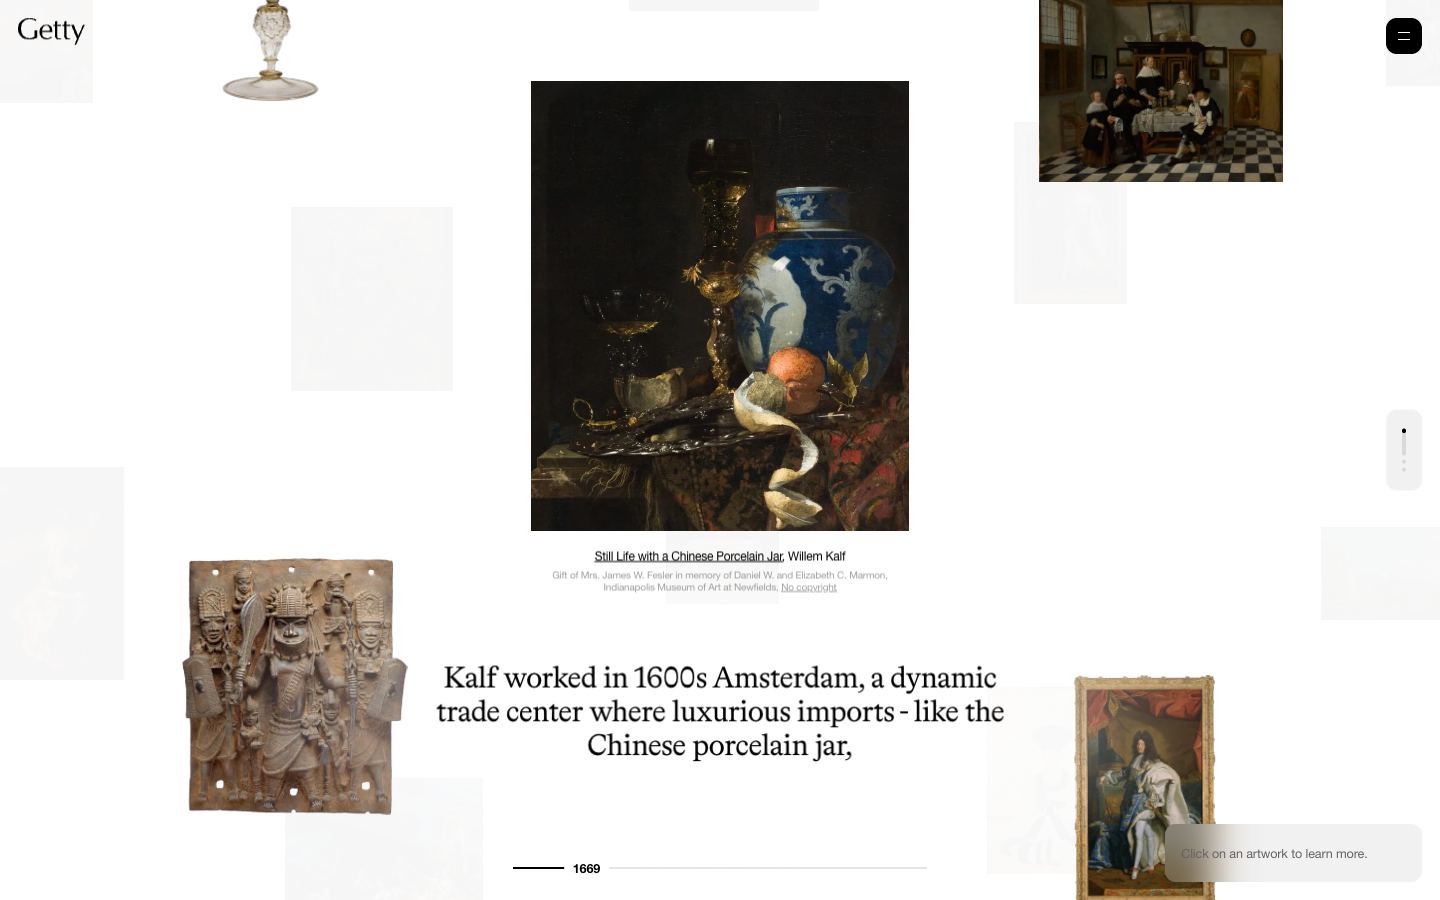 Getty
Still Life with a Chinese Porcelain Jar, Willem Kalf
Gift of Mrs. James W. Fesler in memory of Daniel W. and Elizabeth C. Marmon,
Indianapolis Museum of Art at Newfields, No copyright
Kalf worked in 1600s Amsterdam, a dynamic
trade center where luxurious imports - like the
Chinese porcelain jar,
1669
Click on an artwork to learn more.